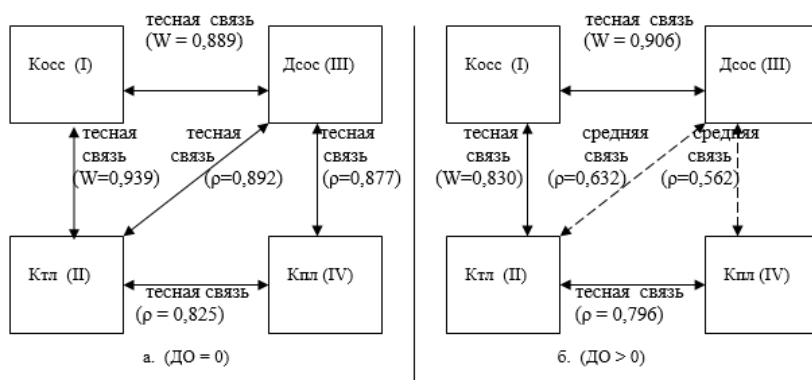 тесная связь
(W = 0,889)
Косс (I)
Дсос (III)
тесная
связь
(W=0,939)
тесная
связь
(ρ=0,892)
тесная
связь
(ρ=0,877)
Ктл (II)
Кпл (IV)
тесная связь
(ρ = 0,825)
а. (ДО = 0)
тесная связь
(W = 0,906)
Косс (I)
Дсос (III)
тесная
связь
(W=0,830)
средняя
связь
(ρ=0,632)
средняя
связь
(ρ=0,562)
Ктл (II)
Кпл (IV)
тесная связь
(ρ = 0,796)
б. (ДО > 0)